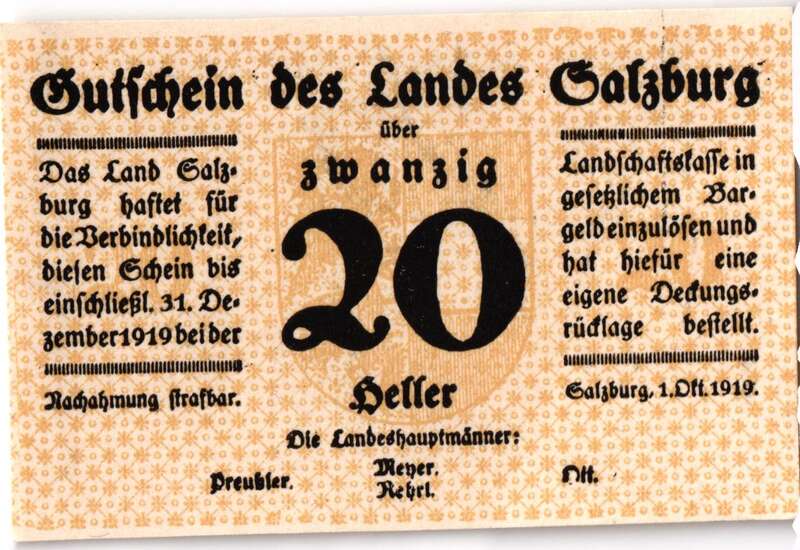 Gutschein des Landes Salzburg
über
zwanzig
20
Heller
Das Land Salz-
burg haftet für
die Verbindlichkeit,
diesen Schein bis
einschließl. 31. De-
zember 1919 bei der
Landschaftskasse in
gesetzlichem Bar-
geld einzulösen und
hat hiefür eine
eigene Deckungs-
rücklage bestellt.
Nachahmung strafbar.
Salzburg, 1. Okt. 1919.
Die Landeshauptmänner:
Preußler.
Meyer.
Rehrl.
Ott.